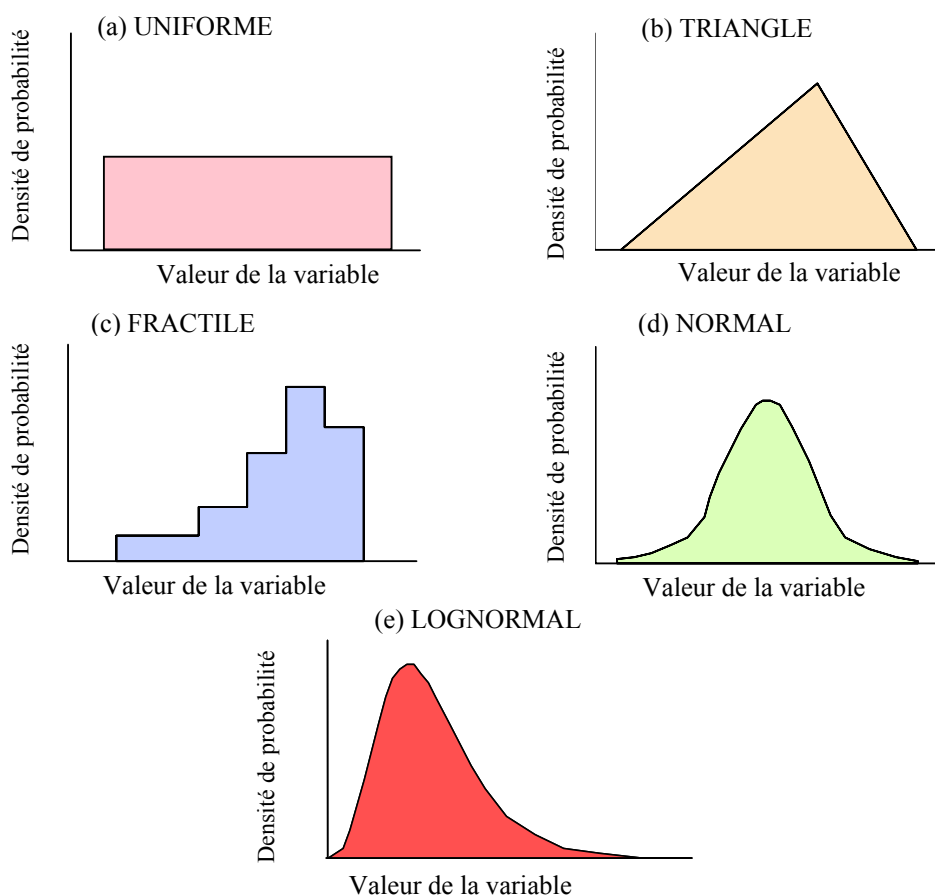 (a) UNIFORME
Densité de probabilité
Valeur de la variable
(b) TRIANGLE
Densité de probabilité
Valeur de la variable
(c) FRACTILE
Densité de probabilité
Valeur de la variable
(d) NORMAL
Densité de probabilité
Valeur de la variable
(e) LOGNORMAL
Densité de probabilité
Valeur de la variable